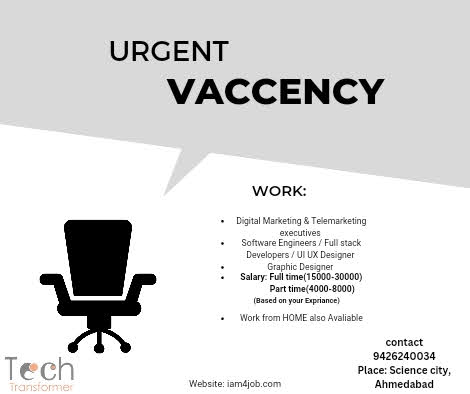 URGENT
VACCENCY
WORK:
• Digital Marketing & Telemarketing
executives
• Software Engineers / Full stack
Developers / UI UX Designer
• Graphic Designer
• Salary: Full time(15000-30000)
Part time(4000-8000)
(Based on your Expriance)
• Work from HOME also Avaliable
contact
9426240034
Place: Science city,
Ahmedabad
Website: iam4job.com
Tech
Transformer